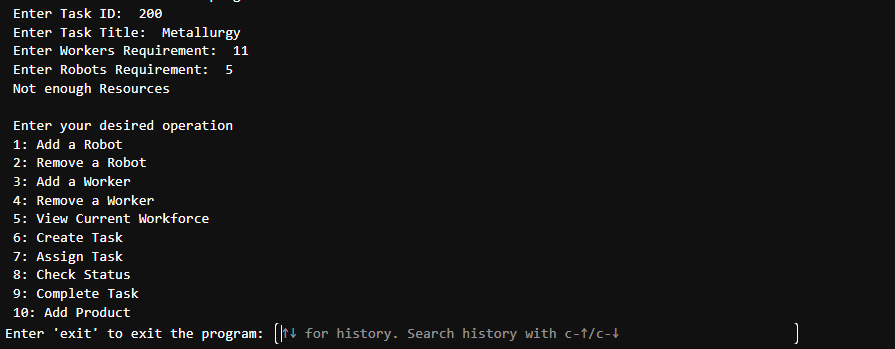 Enter Task ID:  200
Enter Task Title:  Metallurgy
Enter Workers Requirement:  11
Enter Robots Requirement:  5
Not enough Resources

Enter your desired operation
1: Add a Robot
2: Remove a Robot
3: Add a Worker
4: Remove a Worker
5: View Current Workforce
6: Create Task
7: Assign Task
8: Check Status
9: Complete Task
10: Add Product
Enter 'exit' to exit the program: ↑↓ for history. Search history with c-↑/c-↓